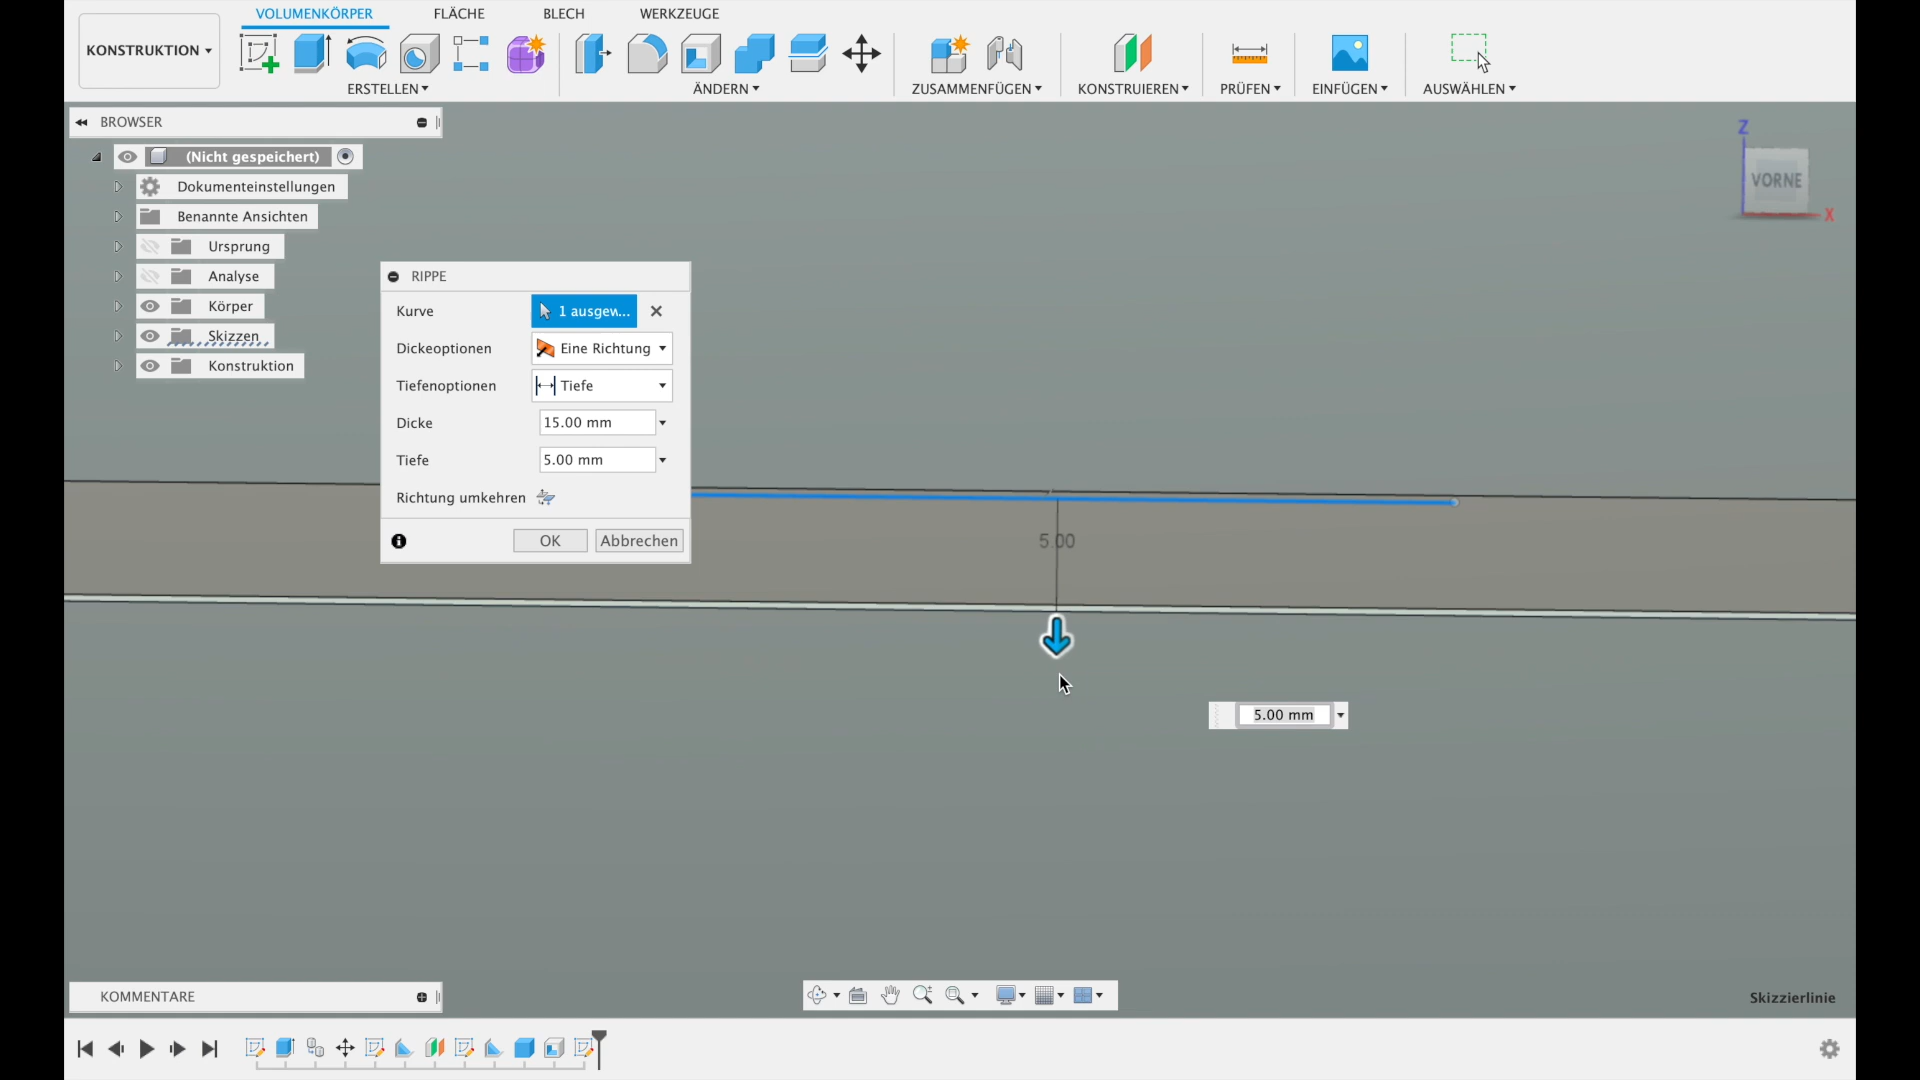 VOLUMENKÖRPER FLÄCHE BLECH WERKZEUGE
KONSTRUKTION
ERSTELLEN ÄNDERN ZUSAMMENFÜGEN KONSTRUIEREN PRÜFEN EINFÜGEN AUSWÄHLEN
BROWSER
(Nicht gespeichert)
Dokumenteinstellungen
Benannte Ansichten
Ursprung
Analyse
Körper
Skizzen
Konstruktion
Z
VORNE
X
RIPPE
Kurve 1 ausgew...
Dickeoptionen Eine Richtung
Tiefenoptionen Tiefe
Dicke 15.00 mm
Tiefe 5.00 mm
Richtung umkehren
OK Abbrechen
5.00
5.00 mm
KOMMENTARE
Skizzierlinie